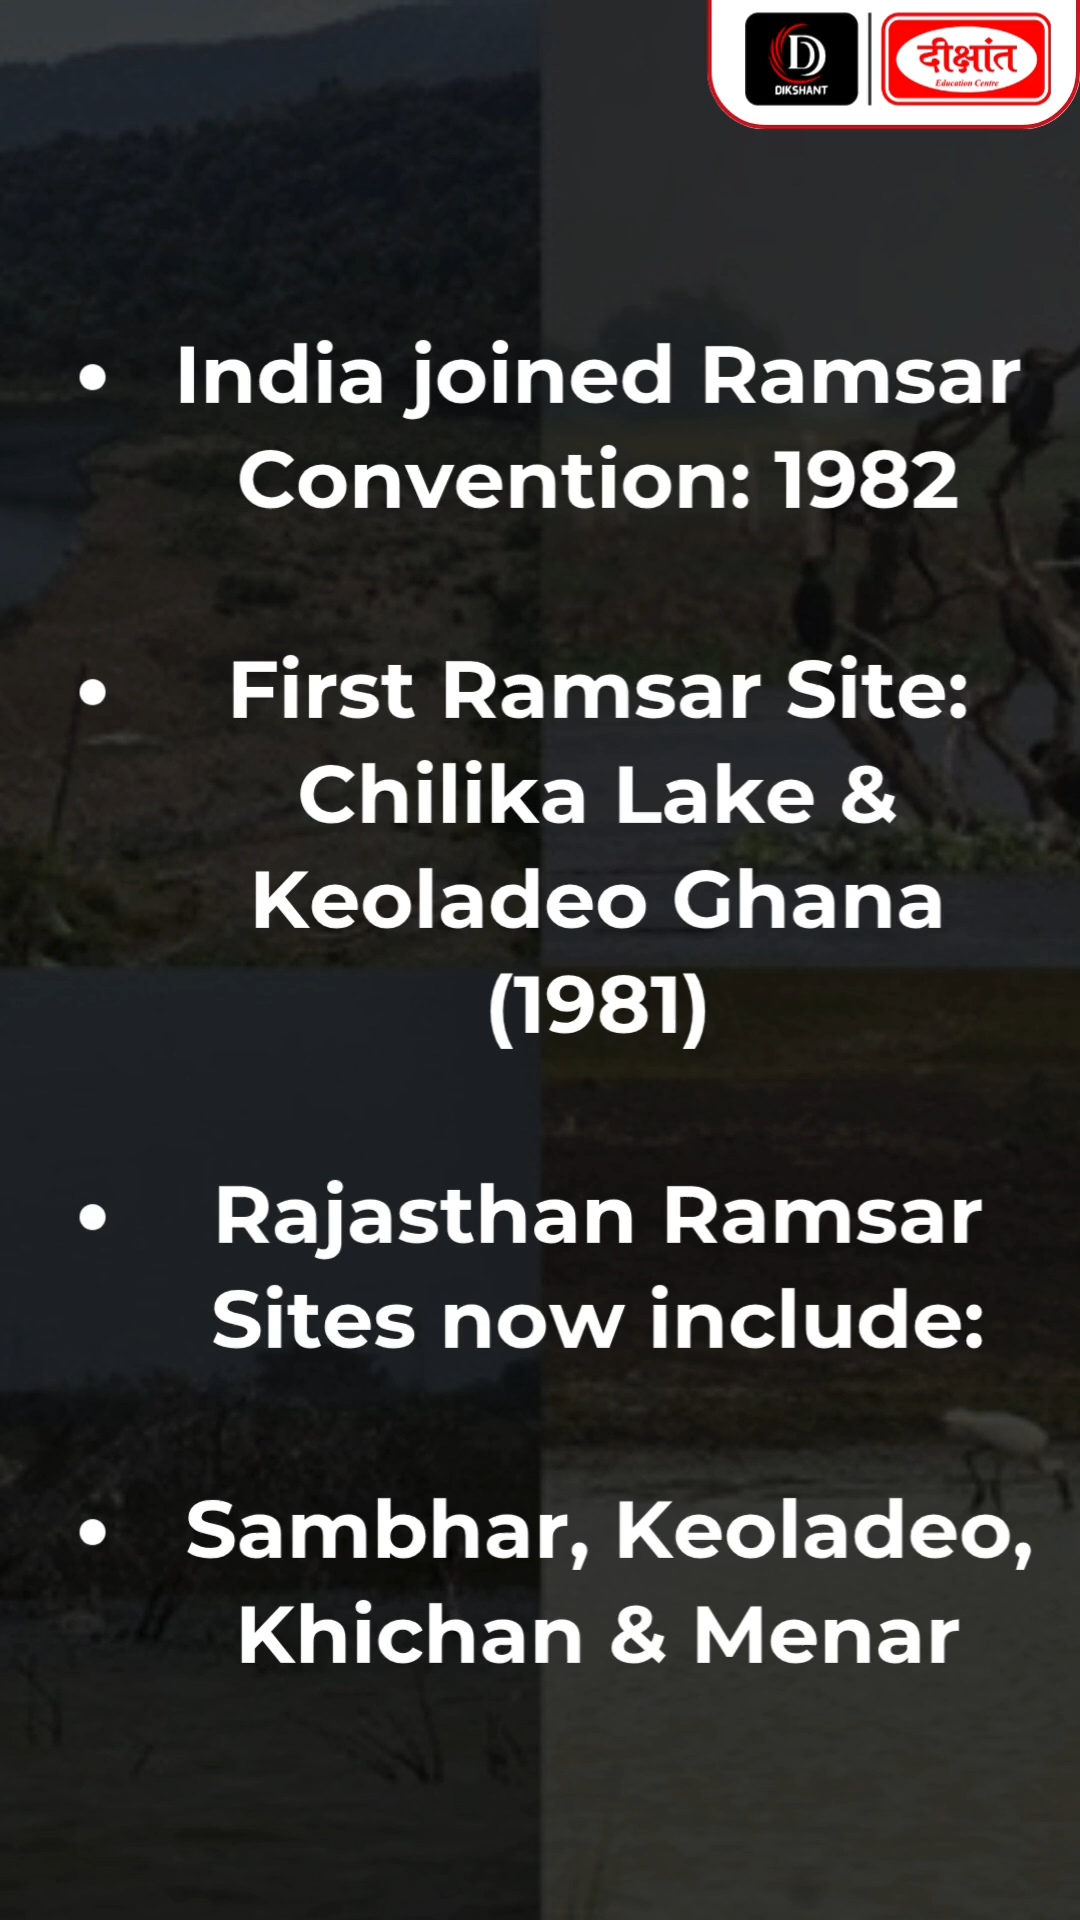 DIKSHANT
दीक्षांत
Education Centre
• India joined Ramsar
Convention: 1982
• First Ramsar Site:
Chilika Lake &
Keoladeo Ghana
(1981)
• Rajasthan Ramsar
Sites now include:
• Sambhar, Keoladeo,
Khichan & Menar